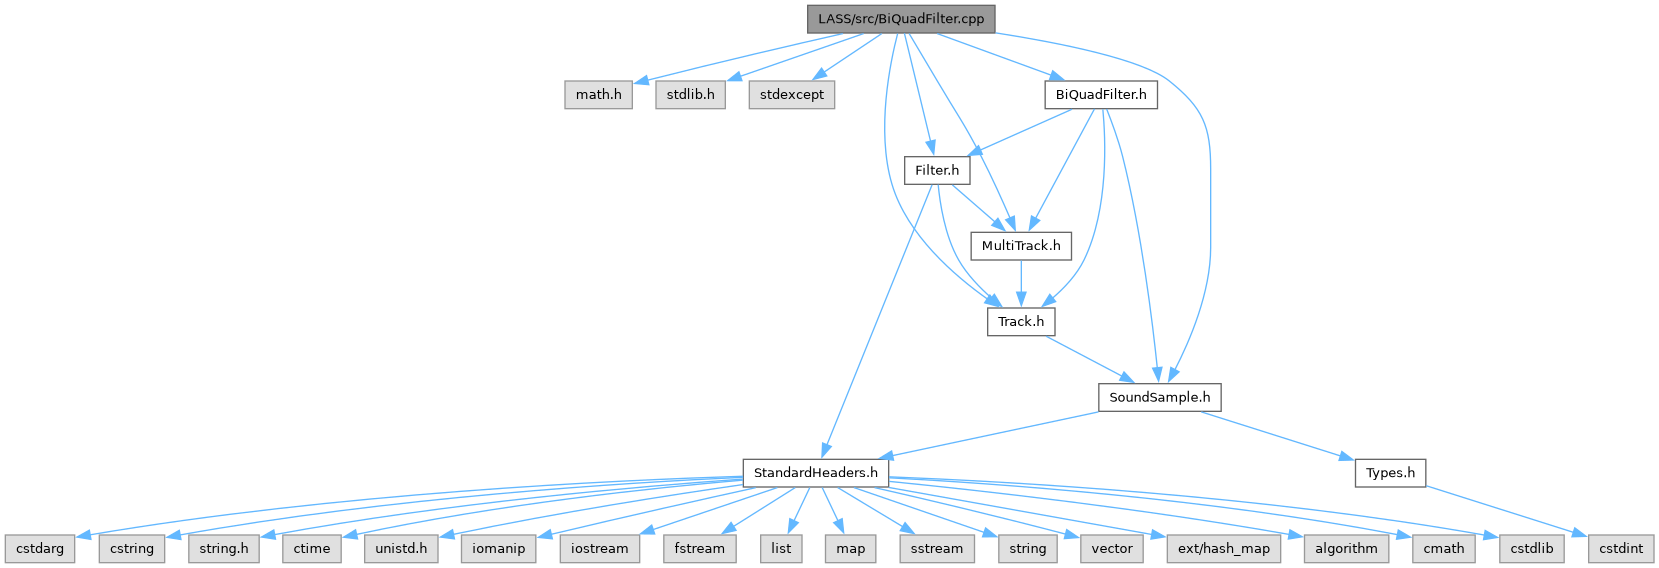 LASS/src/BiQuadFilter.cpp
math.h
stdlib.h
stdexcept
BiQuadFilter.h
Filter.h
MultiTrack.h
Track.h
SoundSample.h
StandardHeaders.h
Types.h
cstdarg
cstring
string.h
ctime
unistd.h
iomanip
iostream
fstream
list
map
sstream
string
vector
ext/hash_map
algorithm
cmath
cstdlib
cstdint